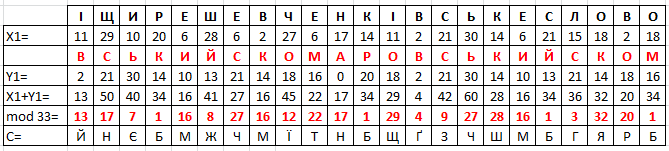 І Щ И Р Е Ш Е В Ч Е Н К І В С Ь К Е С Л О В О
X1= 11 29 10 20 6 28 6 2 27 6 17 14 11 2 21 30 14 6 21 15 18 2 18
В С Ь К И Й С К О М А Р О В С Ь К И Й С К О М
Y1= 2 21 30 14 10 13 21 14 18 16 0 20 18 2 21 30 14 10 13 21 14 18 16
X1+Y1= 13 50 40 34 16 41 27 16 45 22 17 34 29 4 42 60 28 16 34 36 32 20 34
mod 33= 13 17 7 1 16 8 27 16 12 22 17 1 29 4 9 27 28 16 1 3 32 20 1
C= Й Н Є Б М Ж Ч М Ї Т Н Б Щ Ґ З Ч Ш М Б Г Я Р Б